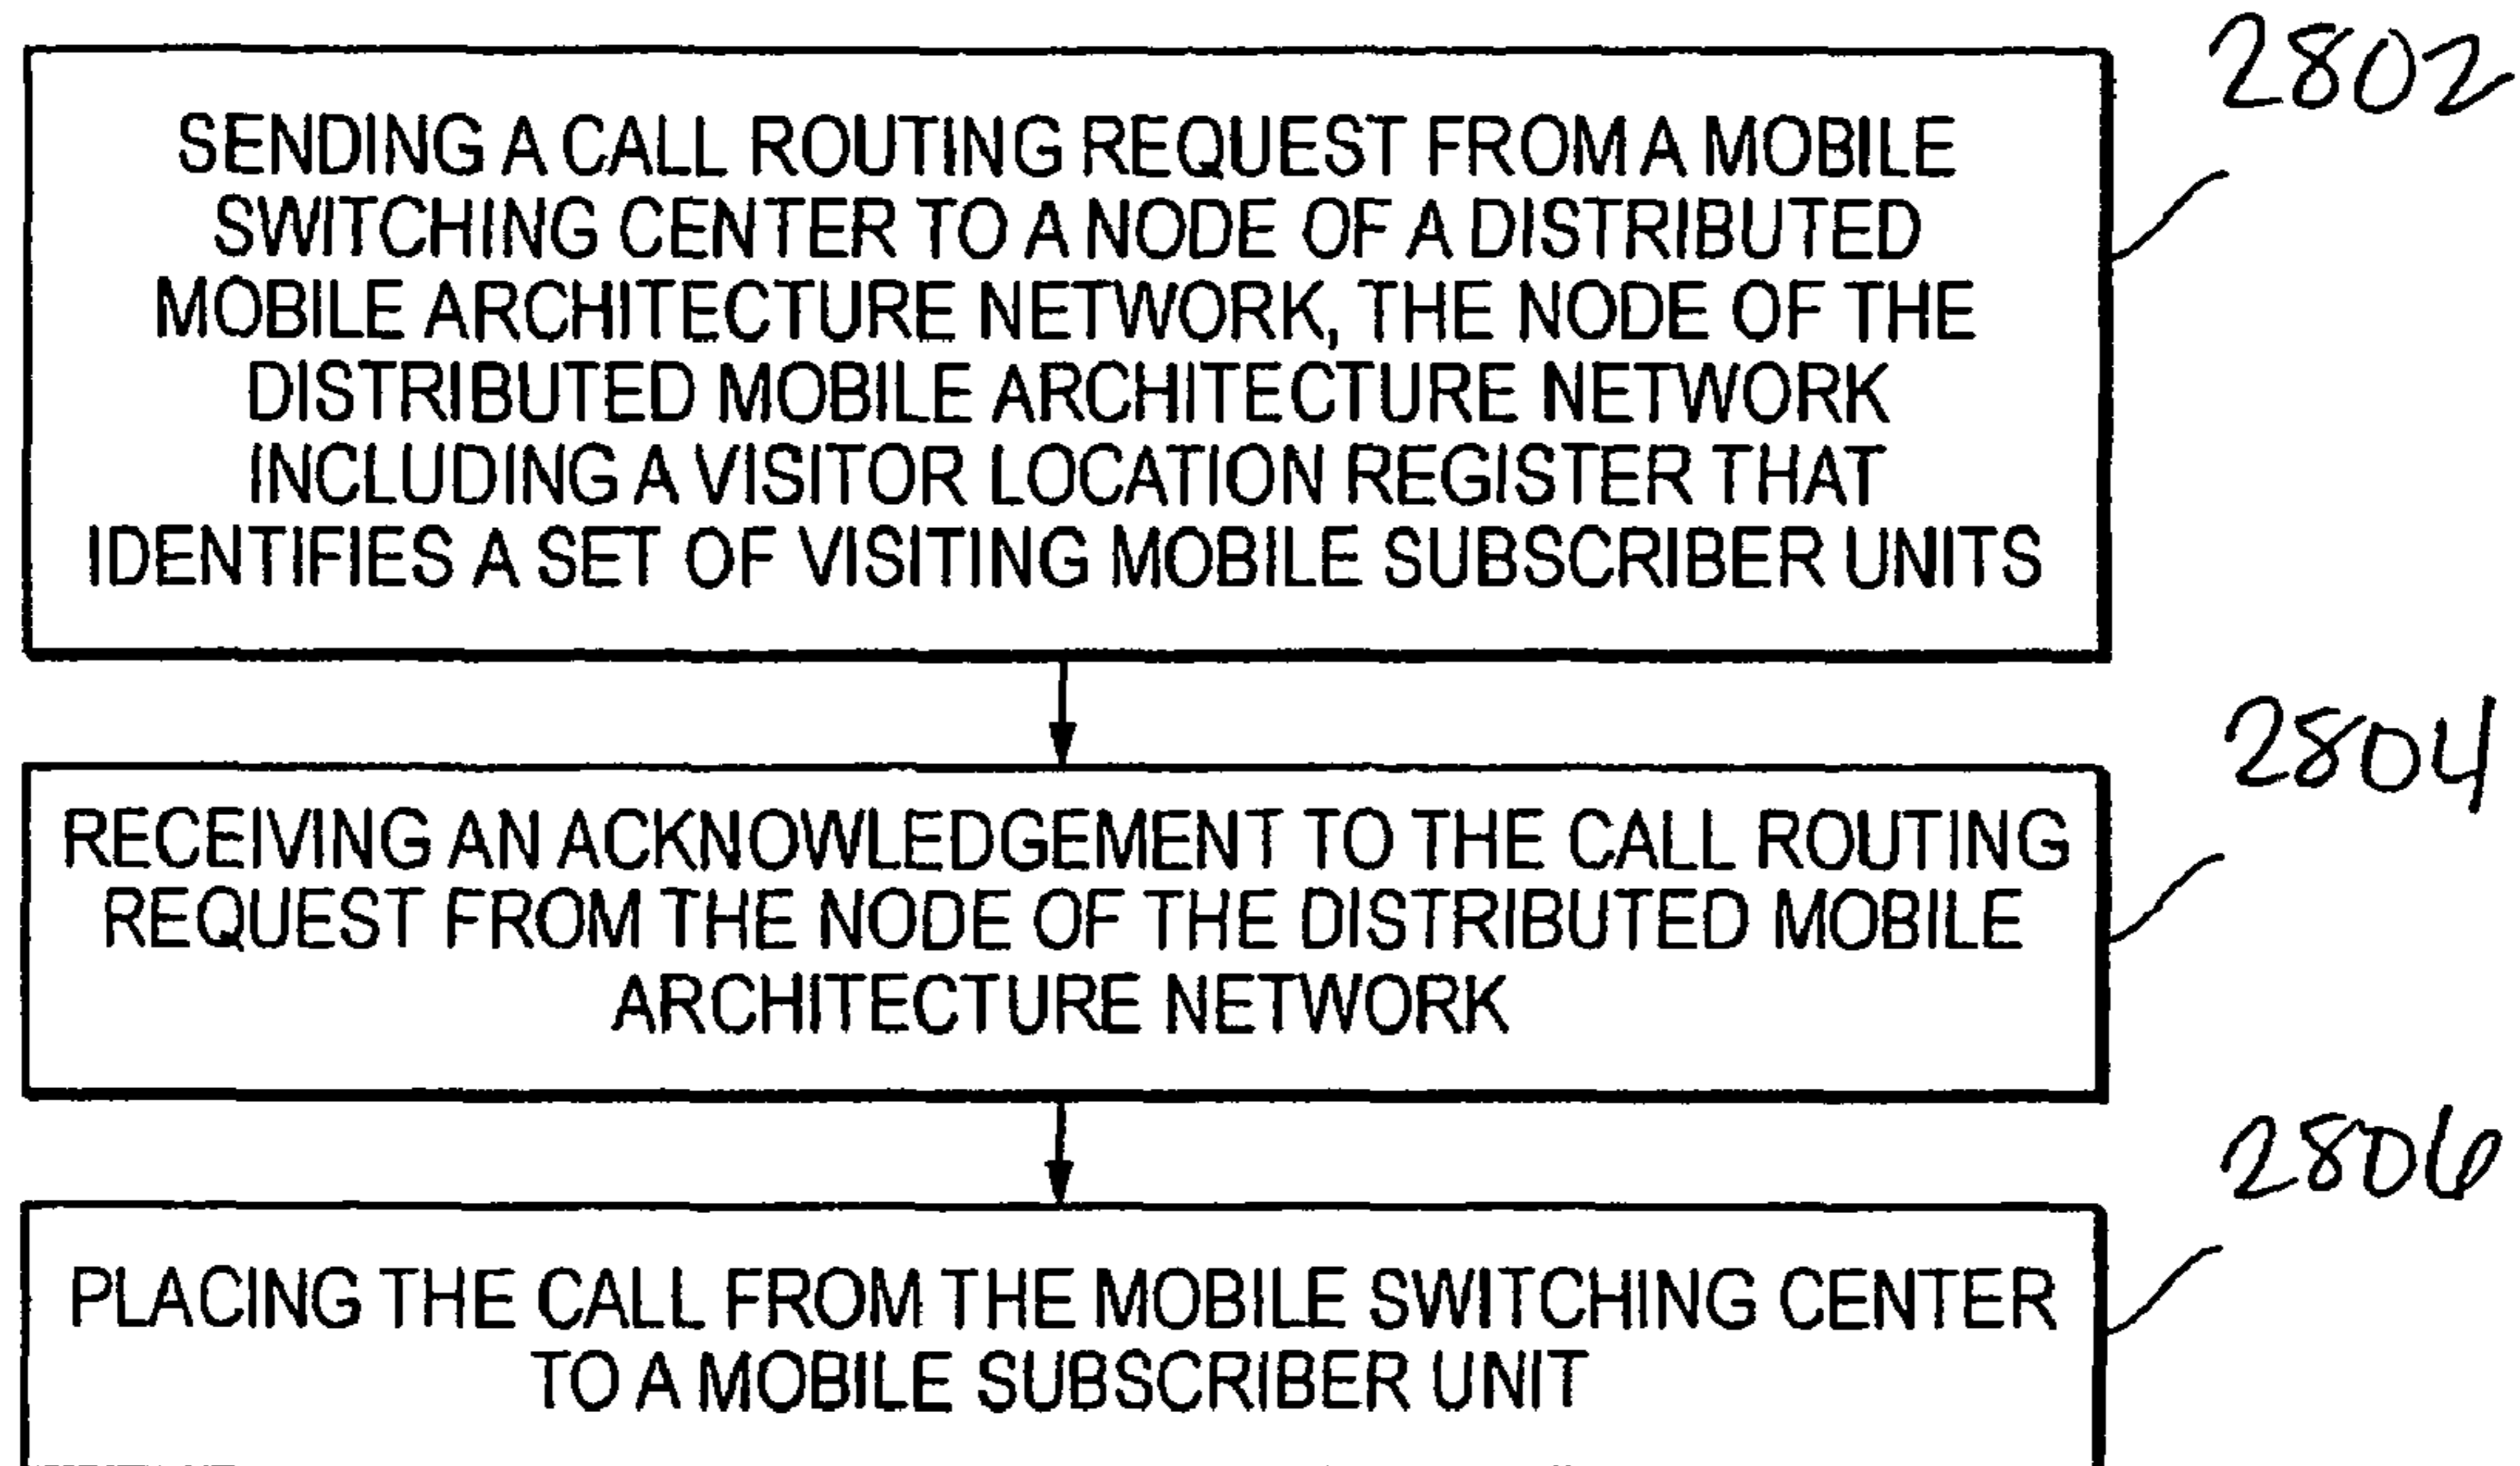 2802
SENDING A CALL ROUTING REQUEST FROM A MOBILE
SWITCHING CENTER TO A NODE OF A DISTRIBUTED
MOBILE ARCHITECTURE NETWORK, THE NODE OF THE
DISTRIBUTED MOBILE ARCHITECTURE NETWORK
INCLUDING A VISITOR LOCATION REGISTER THAT
IDENTIFIES A SET OF VISITING MOBILE SUBSCRIBER UNITS
2804
RECEIVING AN ACKNOWLEDGEMENT TO THE CALL ROUTING
REQUEST FROM THE NODE OF THE DISTRIBUTED MOBILE
ARCHITECTURE NETWORK
2806
PLACING THE CALL FROM THE MOBILE SWITCHING CENTER
TO A MOBILE SUBSCRIBER UNIT